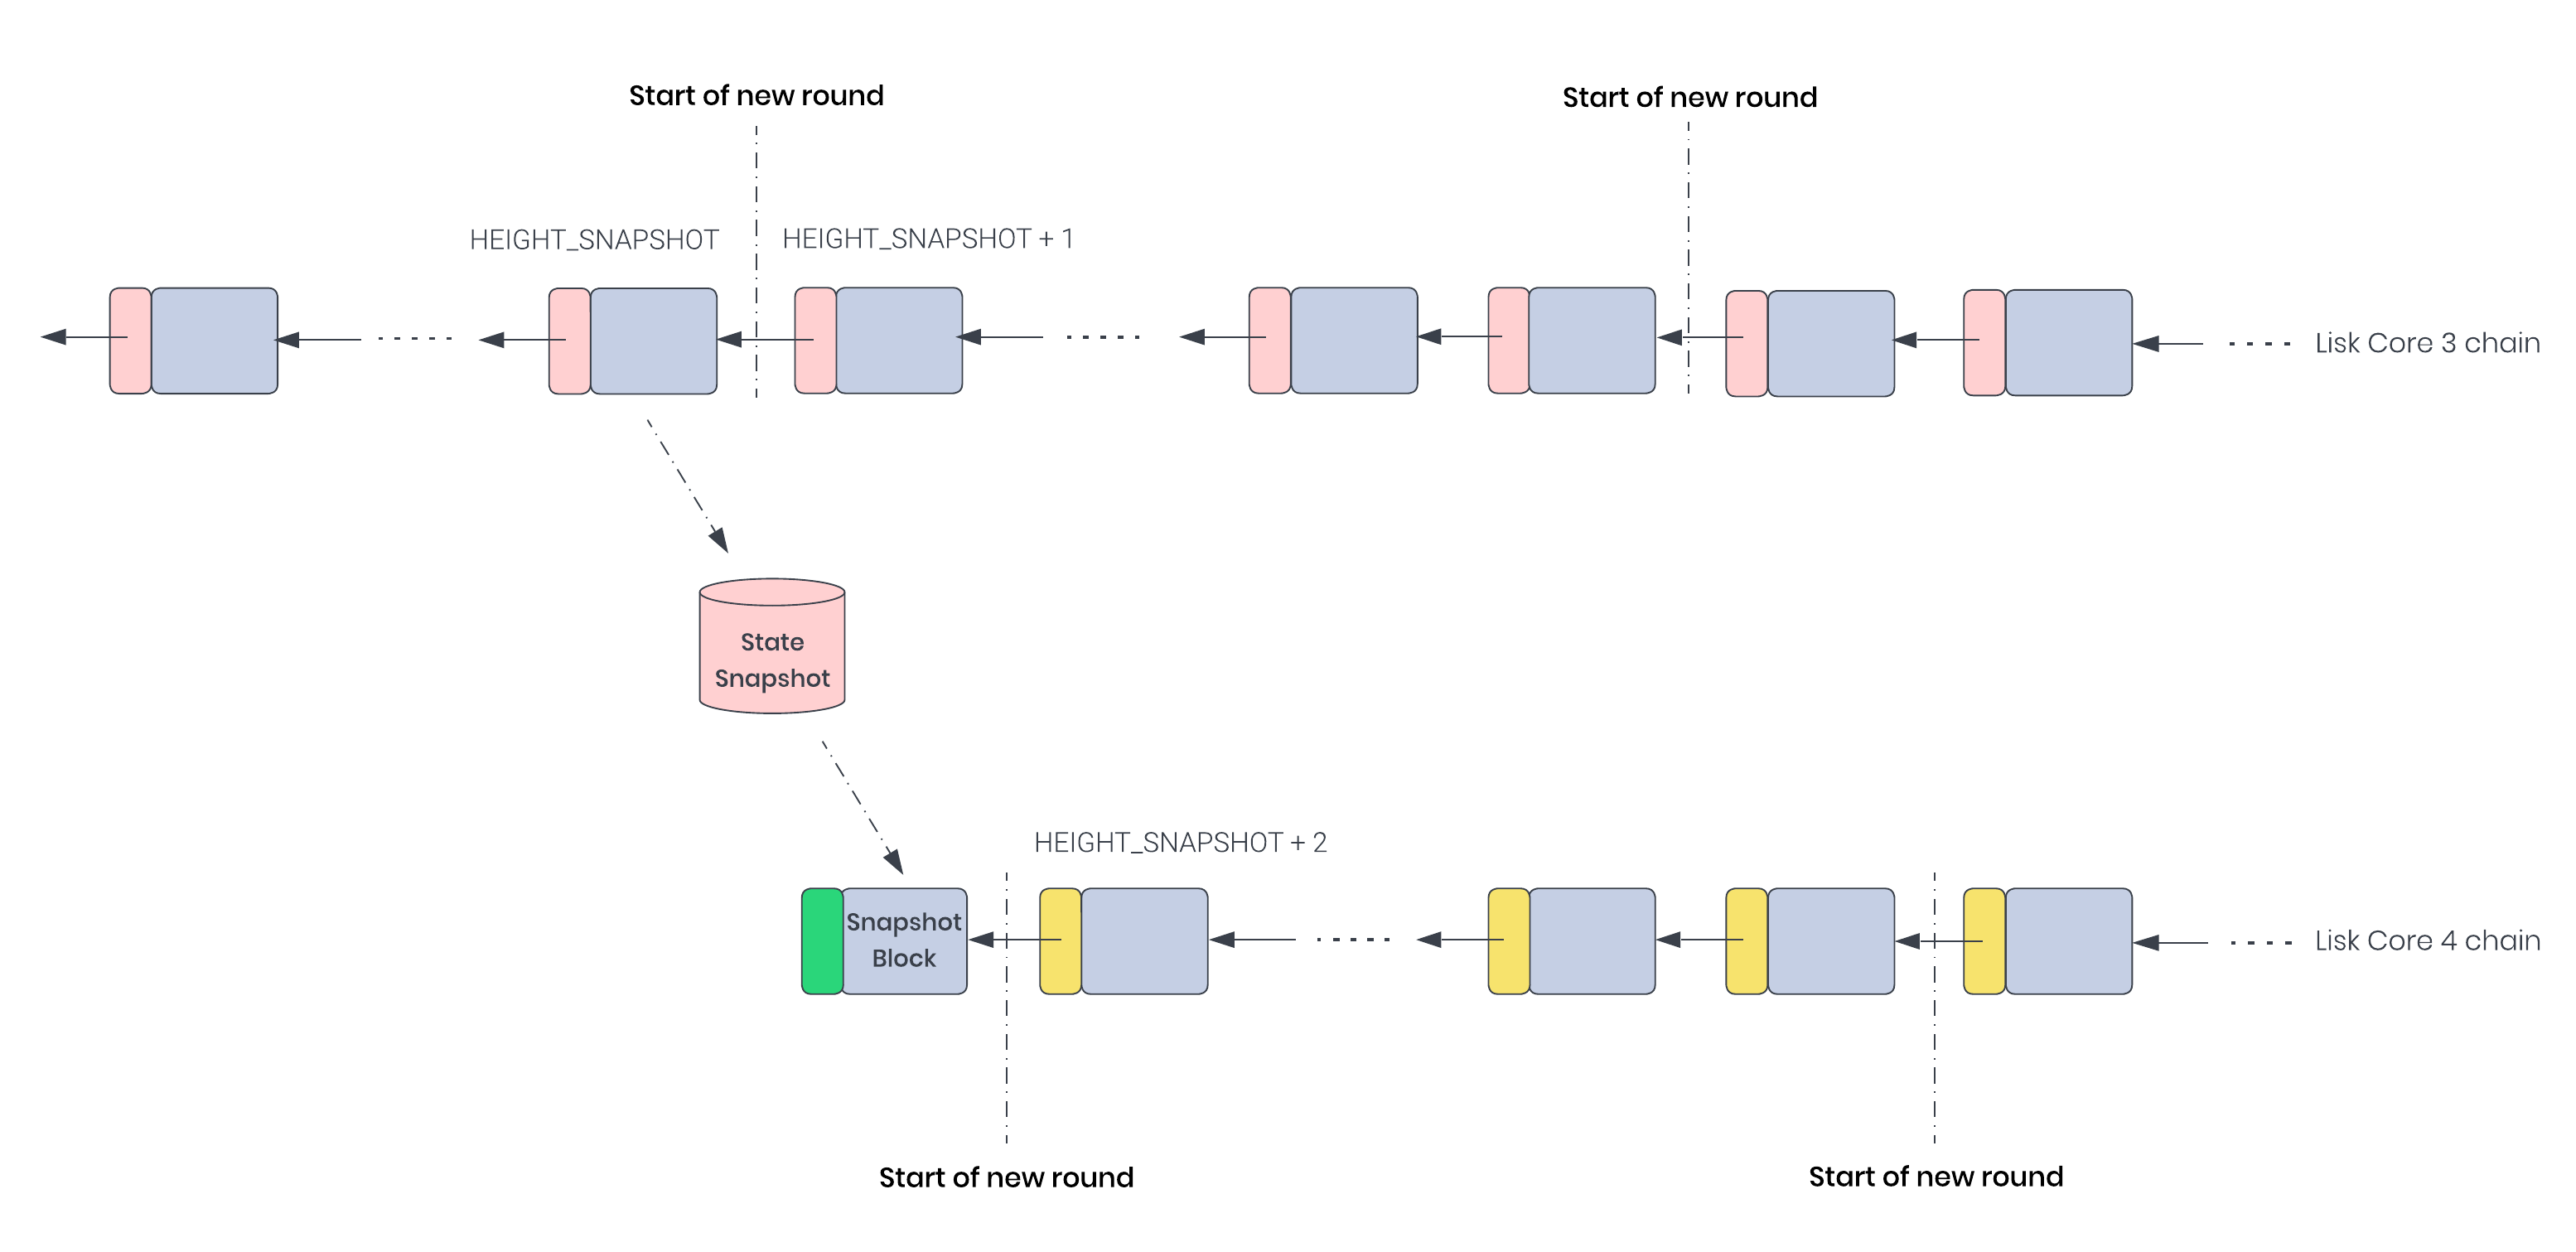 Start of new round
Start of new round
HEIGHT_SNAPSHOT
HEIGHT_SNAPSHOT + 1
Lisk Core 3 chain
State
Snapshot
HEIGHT_SNAPSHOT + 2
Snapshot
Block
Lisk Core 4 chain
Start of new round
Start of new round